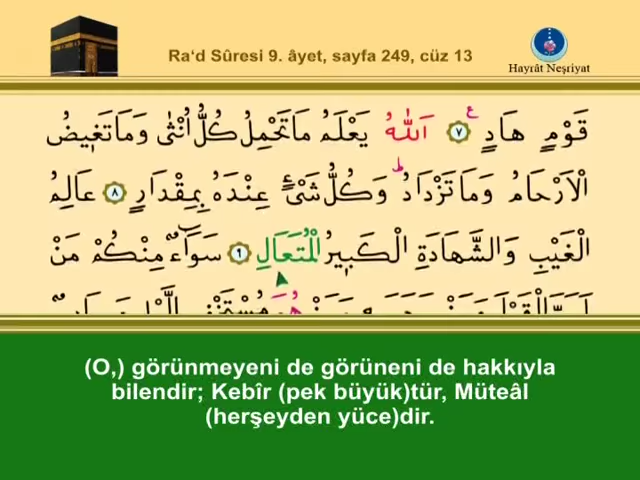 Ra‘d Sûresi 9. âyet, sayfa 249, cüz 13
Hayrât Neşriyat
قَوْمٍ هَادٍ ﴿٧﴾ اَللّٰهُ يَعْلَمُ مَا تَحْمِلُ كُلُّ اُنْثٰى وَمَا تَغ۪يضُ
الْاَرْحَامُ وَمَا تَزْدَادُ وَكُلُّ شَيْءٍ عِنْدَهُ بِمِقْدَارٍ ﴿٨﴾ عَالِمُ
الْغَيْبِ وَالشَّهَادَةِ الْكَب۪يرُ الْمُتَعَالِ ﴿٩﴾ سَوَٓاءٌ مِنْكُمْ مَنْ
(O,) görünmeyeni de görüneni de hakkıyla
bilendir; Kebîr (pek büyük)tür, Müteâl
(herşeyden yüce)dir.